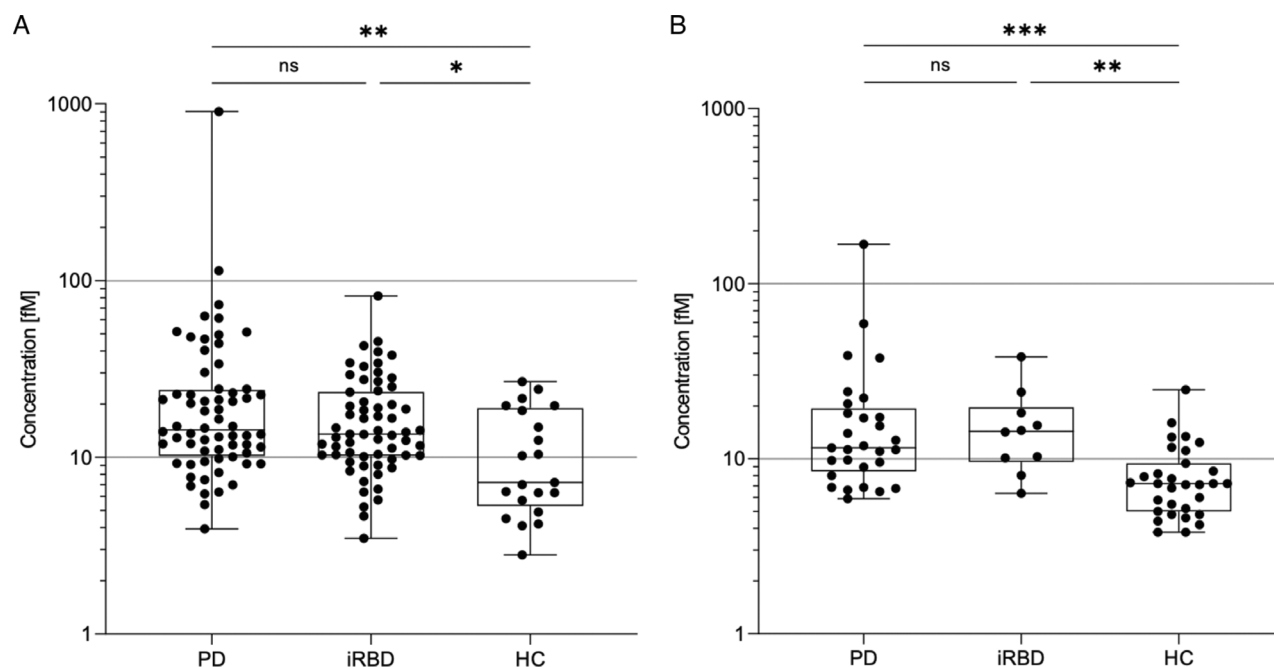 A
**
ns
*
1000
100
10
1
Concentration [fM]
PD
iRBD
HC
B
***
ns
**
1000
100
10
1
Concentration [fM]
PD
iRBD
HC